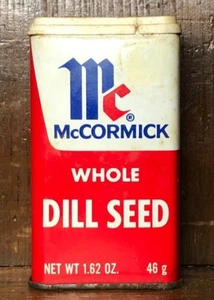 Mc®
McCORMICK
WHOLE
DILL SEED
NET WT 1.62 OZ. 46 g